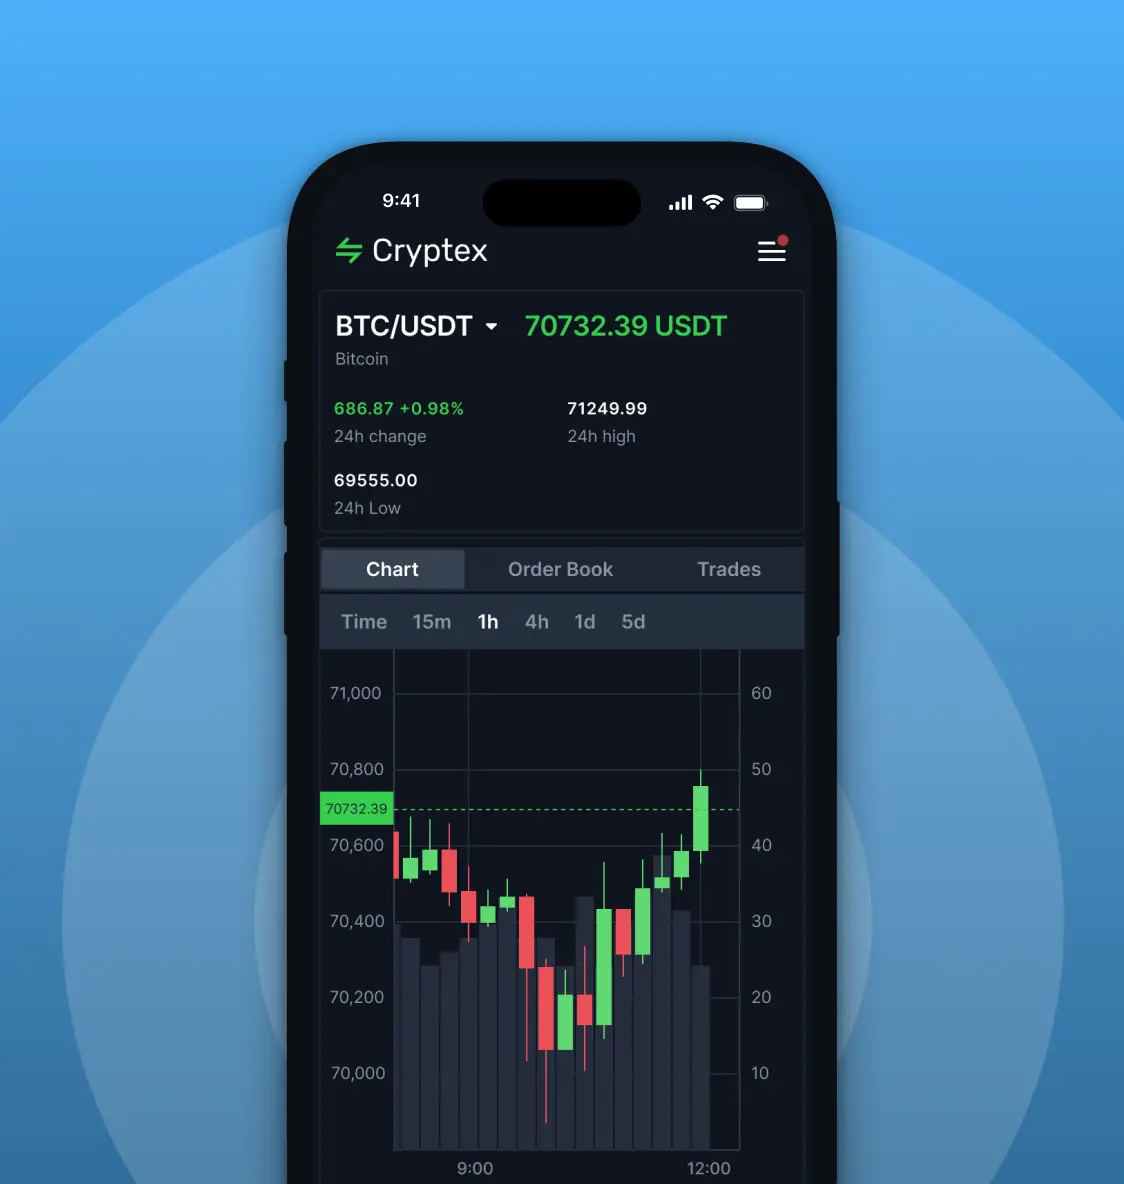 9:41
Cryptex
BTC/USDT 70732.39 USDT
Bitcoin
686.87 +0.98% 71249.99
24h change 24h high
69555.00
24h Low
Chart Order Book Trades
Time 15m 1h 4h 1d 5d
71,000 60
70,800 50
70732.39
70,600 40
70,400 30
70,200 20
70,000 10
9:00 12:00